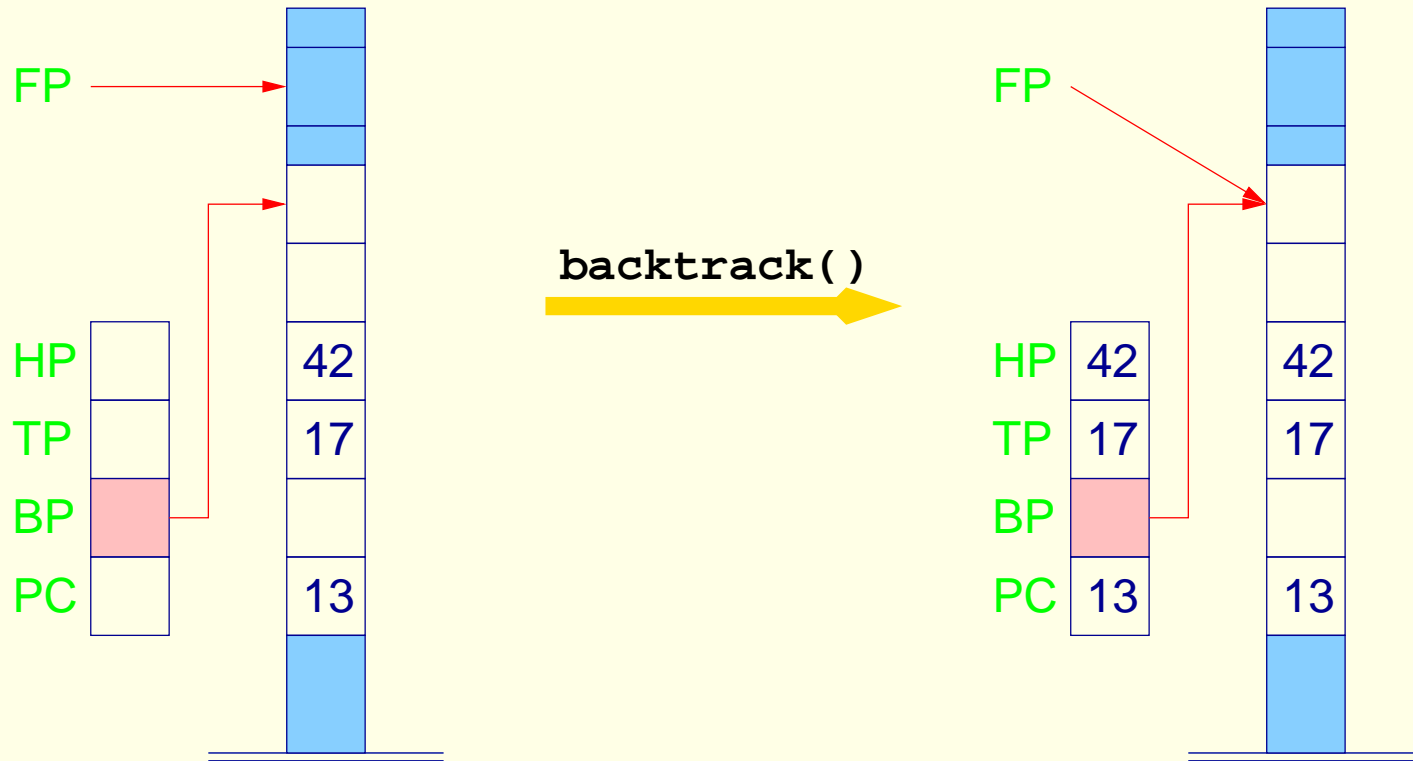 FP
FP
backtrack()
HP 42 HP 42 42
TP 17 TP 17 17
BP BP
PC 13 PC 13 13